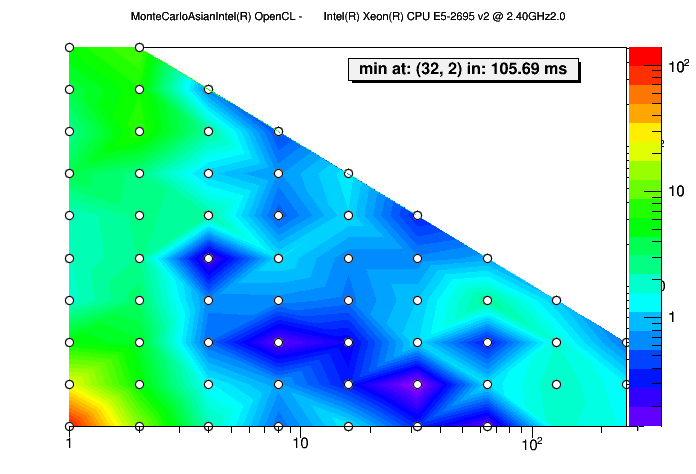 MonteCarloAsianIntel(R) OpenCL - Intel(R) Xeon(R) CPU E5-2695 v2 @ 2.40GHz2.0
min at: (32, 2) in: 105.69 ms
10²
10
1
1 10 10²